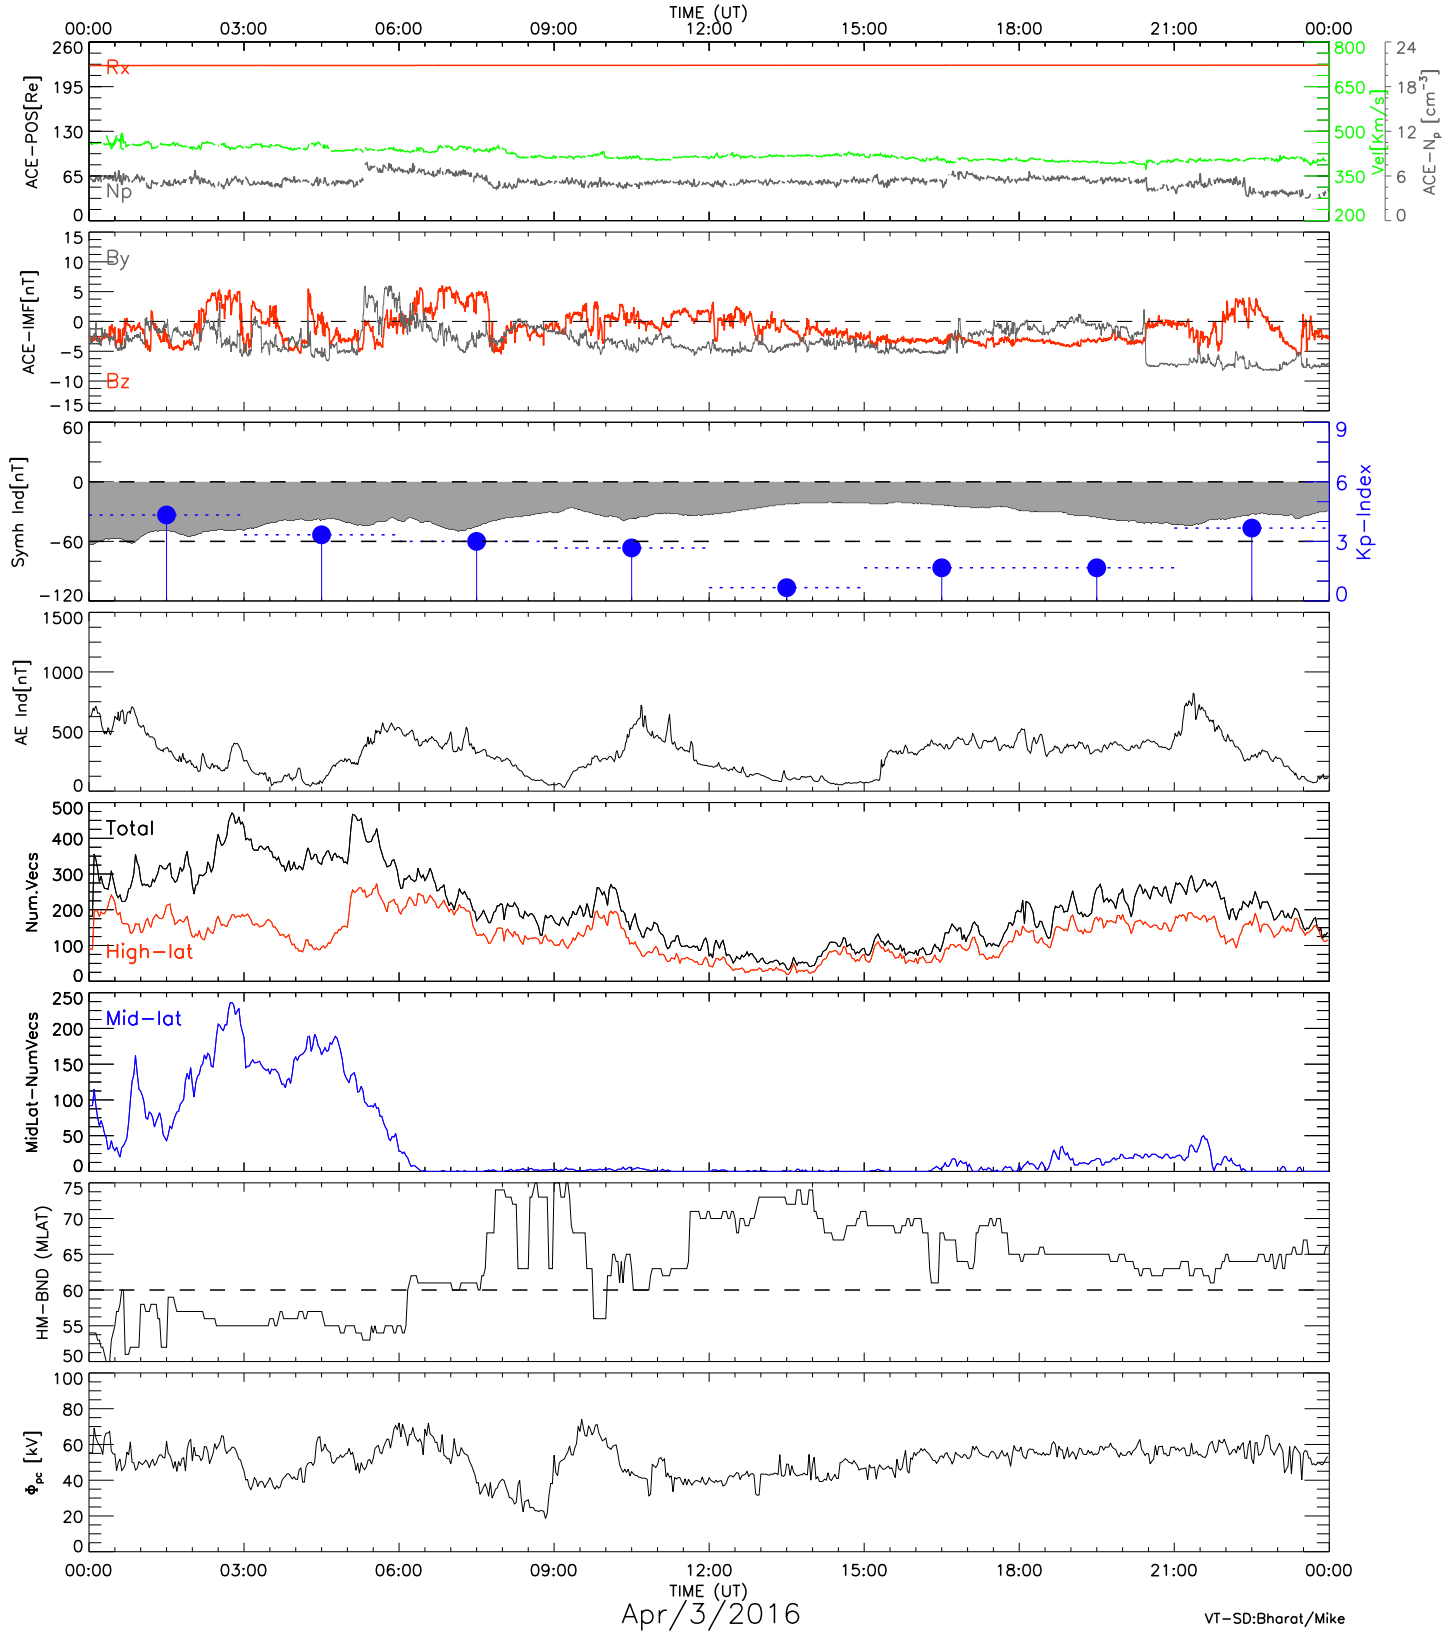 TIME (UT)
00:00 03:00 06:00 09:00 12:00 15:00 18:00 21:00 00:00
260 195 130 65 0
ACE-POS[Re]
Rx
Np
800 650 500 350 200
Vel[Km/s]
24 18 12 6 0
ACE-Np [cm-3]
15 10 5 0 -5 -10 -15
ACE-IMF[nT]
By
Bz
60 0 -60 -120
Symh Ind[nT]
9 6 3 0
Kp-Index
1500 1000 500 0
AE Ind[nT]
500 400 300 200 100 0
Num.Vecs
Total
High-lat
250 200 150 100 50 0
MidLat-NumVecs
Mid-lat
75 70 65 60 55 50
HM-BND (MLAT)
100 80 60 40 20 0
Φpc [kV]
00:00 03:00 06:00 09:00 12:00 15:00 18:00 21:00 00:00
TIME (UT)
Apr/3/2016
VT-SD:Bharat/Mike